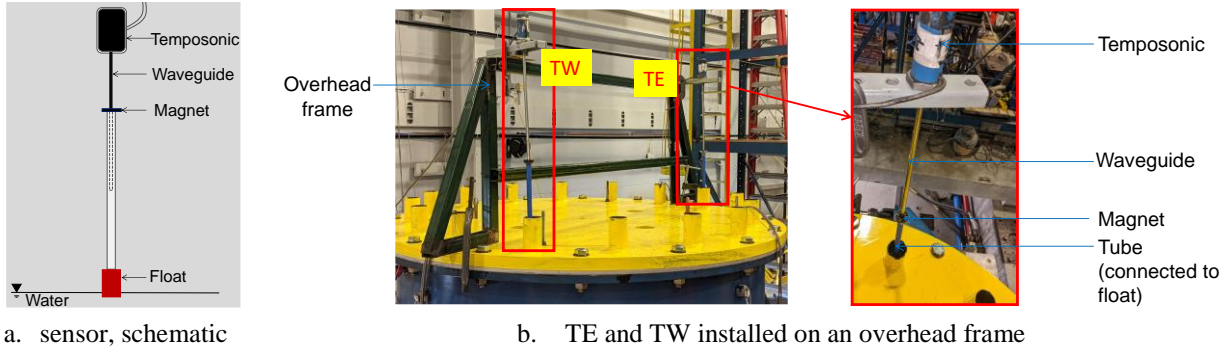 Temposonic
Waveguide
Magnet
Float
Water
a. sensor, schematic
Overhead
frame
TW
TE
Temposonic
Waveguide
Magnet
Tube
(connected to
float)
b. TE and TW installed on an overhead frame